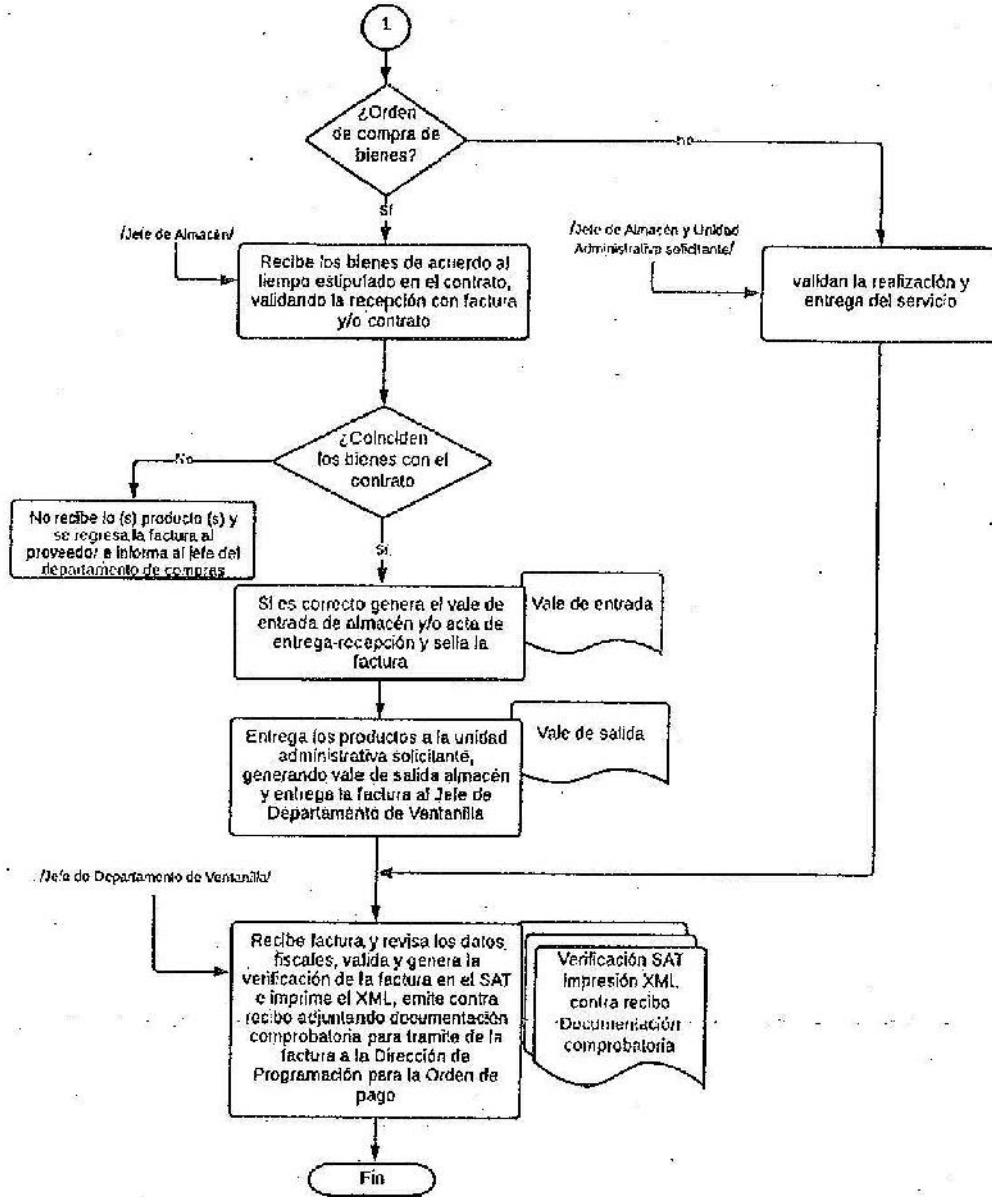 1
¿Orden
de compra de
bienes?
no
sí
/Jefe de Almacén/
Recibe los bienes de acuerdo al
tiempo estipulado en el contrato,
validando la recepción con factura
y/o contrato
/Jefe de Almacén y Unidad
Administrativa solicitante/
validan la realización y
entrega del servicio
¿Coinciden
los bienes con el
contrato
No
No recibe lo (s) producto (s) y
se regresa la factura al
proveedor e informa al jefe del
departamento de compras
sí
Si es correcto genera el vale de
entrada de almacén y/o acta de
entrega-recepción y sella la
factura
Vale de entrada
Entrega los productos a la unidad
administrativa solicitante,
generando vale de salida almacén
y entrega la factura al Jefe de
Departamento de Ventanilla
Vale de salida
/Jefe de Departamento de Ventanilla/
Recibe factura y revisa los datos
fiscales, valida y genera la
verificación de la factura en el SAT
e imprime el XML, emite contra
recibo adjuntando documentación
comprobatoria para tramite de la
factura a la Dirección de
Programación para la Orden de
pago
Verificación SAT
Impresión XML,
contra recibo
Documentación
comprobatoria
Fin